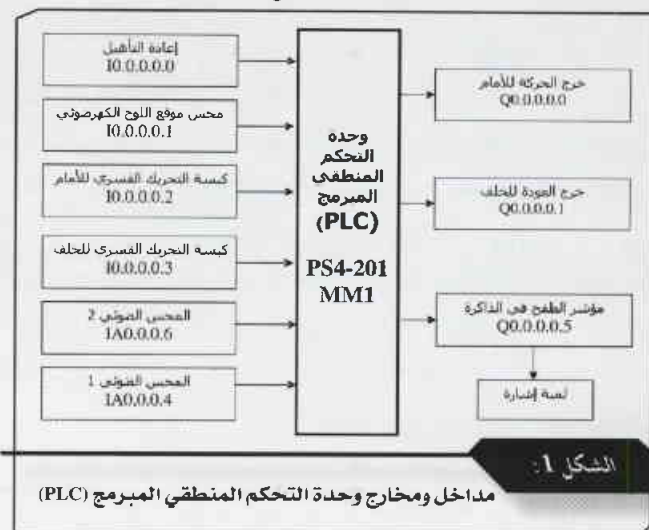 إعادة التأهيل
I0.0.0.0.0
محس موقع اللوح الكهرضوئي
I0.0.0.0.1
كبسة التحريك القسري للأمام
I0.0.0.0.2
كبسة التحريك القسري للخلف
I0.0.0.0.3
المحس الضوئي 2
IA0.0.0.6
المحس الضوئي 1
IA0.0.0.4
وحدة
التحكم
المنطقي
المبرمج
(PLC)
PS4-201
MM1
خرج الحركة للأمام
Q0.0.0.0.0
خرج العودة للخلف
Q0.0.0.0.1
مؤشر الطفح في الذاكرة
Q0.0.0.0.5
لمبة إشارة
الشكل 1:
مداخل ومخارج وحدة التحكم المنطقي المبرمج (PLC)